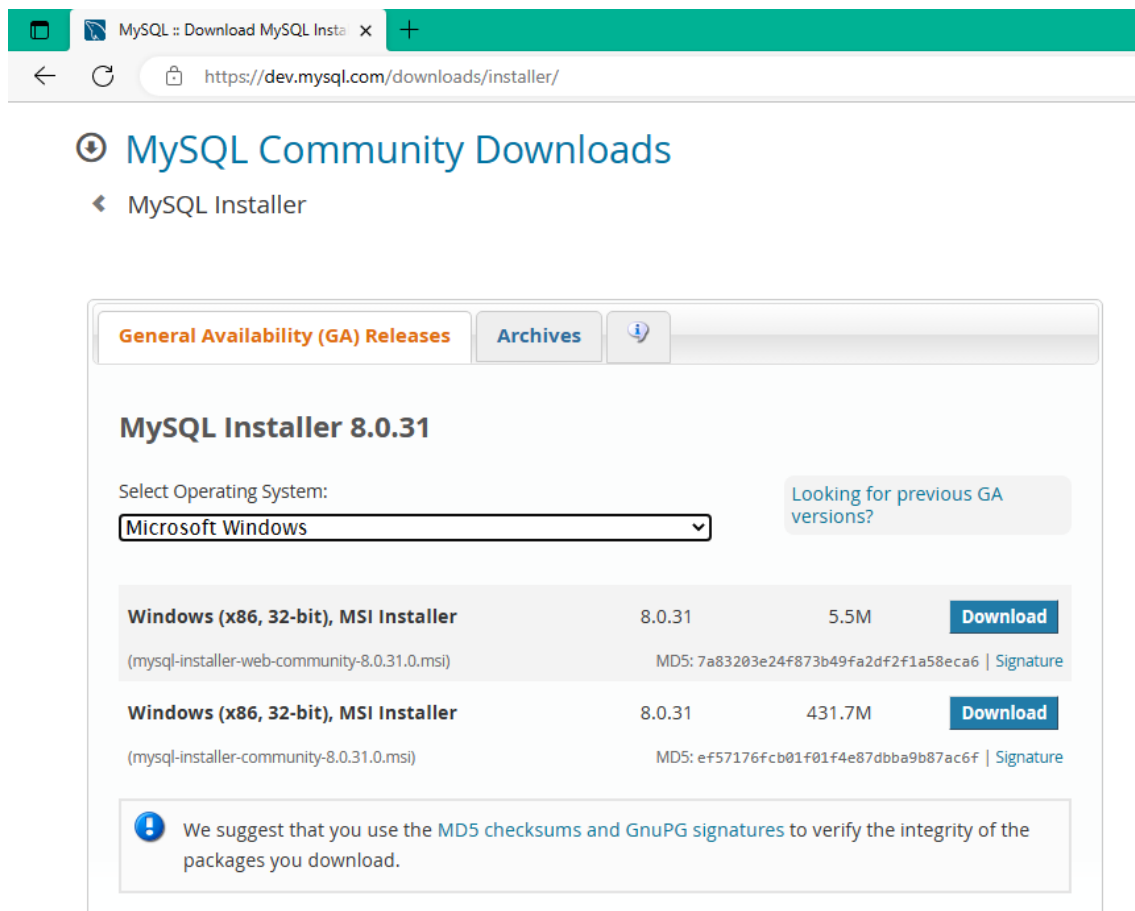 MySQL :: Download MySQL Insta
https://dev.mysql.com/downloads/installer/
MySQL Community Downloads
MySQL Installer
General Availability (GA) Releases
Archives
MySQL Installer 8.0.31
Select Operating System:
Microsoft Windows
Looking for previous GA
versions?
Windows (x86, 32-bit), MSI Installer 8.0.31 5.5M Download
(mysql-installer-web-community-8.0.31.0.msi) MD5: 7a83203e24f873b49fa2df2f1a58eca6 | Signature
Windows (x86, 32-bit), MSI Installer 8.0.31 431.7M Download
(mysql-installer-community-8.0.31.0.msi) MD5: ef57176fcb01f01f4e87dbba9b87ac6f | Signature
We suggest that you use the MD5 checksums and GnuPG signatures to verify the integrity of the
packages you download.